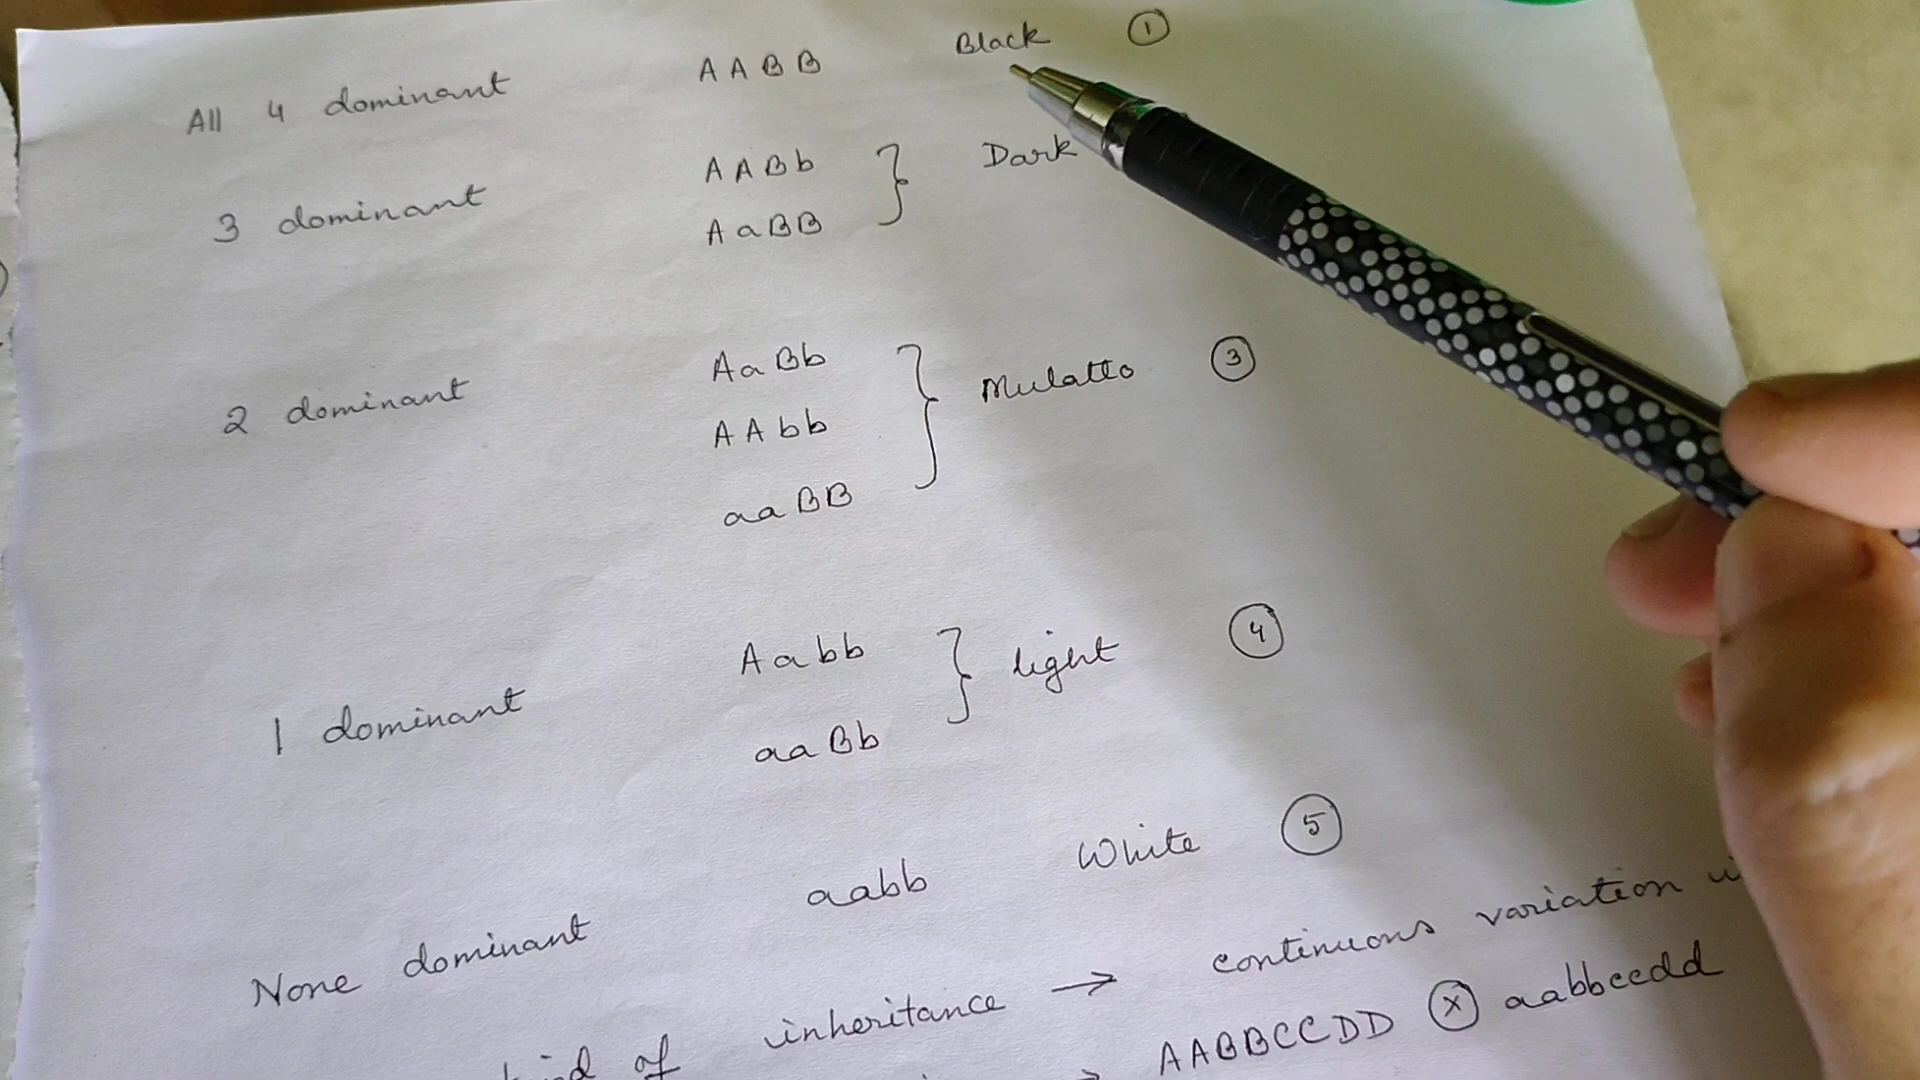 All 4 dominant AABB Black 1
3 dominant AABb Dark
AaBB
2 dominant AaBb Mulatto 3
AAbb
aaBB
1 dominant Aabb light 4
aaBb
None dominant aabb White 5
of inheritance → continuous variation
→ AABBCCDD X aabbccdd